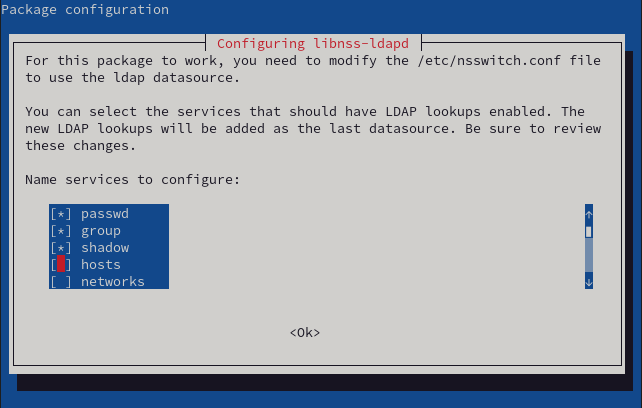 Package configuration
Configuring libnss-ldapd
For this package to work, you need to modify the /etc/nsswitch.conf file
to use the ldap datasource.
You can select the services that should have LDAP lookups enabled. The
new LDAP lookups will be added as the last datasource. Be sure to review
these changes.
Name services to configure:
[*] passwd
[*] group
[*] shadow
[ ] hosts
[ ] networks
<Ok>